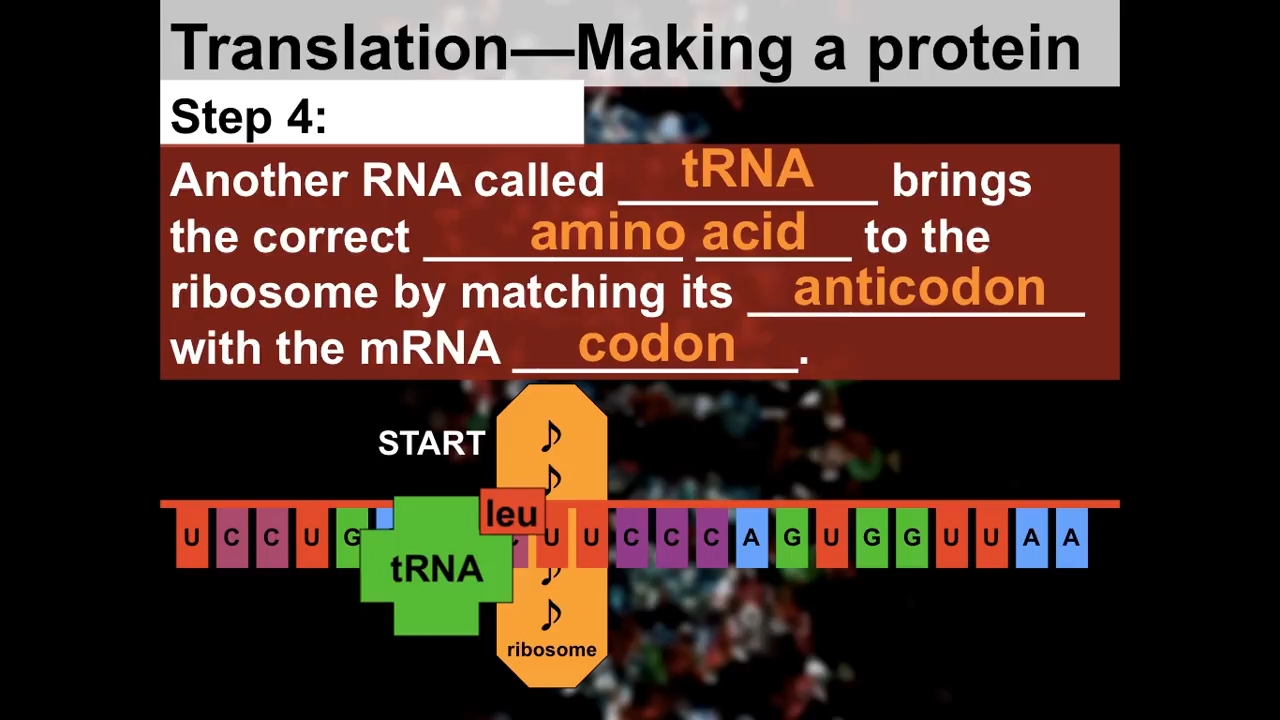 Translation—Making a protein
Step 4:
Another RNA called tRNA brings
the correct amino acid to the
ribosome by matching its anticodon
with the mRNA codon.
START
leu
U C C U G C U U C C C A G U G G U U A A
tRNA
ribosome